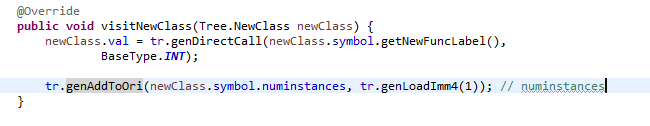 @Override
public void visitNewClass(Tree.NewClass newClass) {
newClass.val = tr.genDirectCall(newClass.symbol.getNewFuncLabel(),
BaseType.INT);
tr.genAddToOri(newClass.symbol.numinstances, tr.genLoadImm4(1)); // numinstances
}